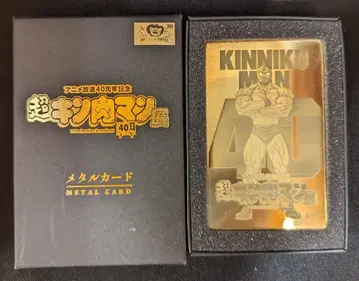 アニメ放送40周年記念
超キン肉マン展
40th
メタルカード
METAL CARD
KINNIKU
MAN
40
超キン肉マン展